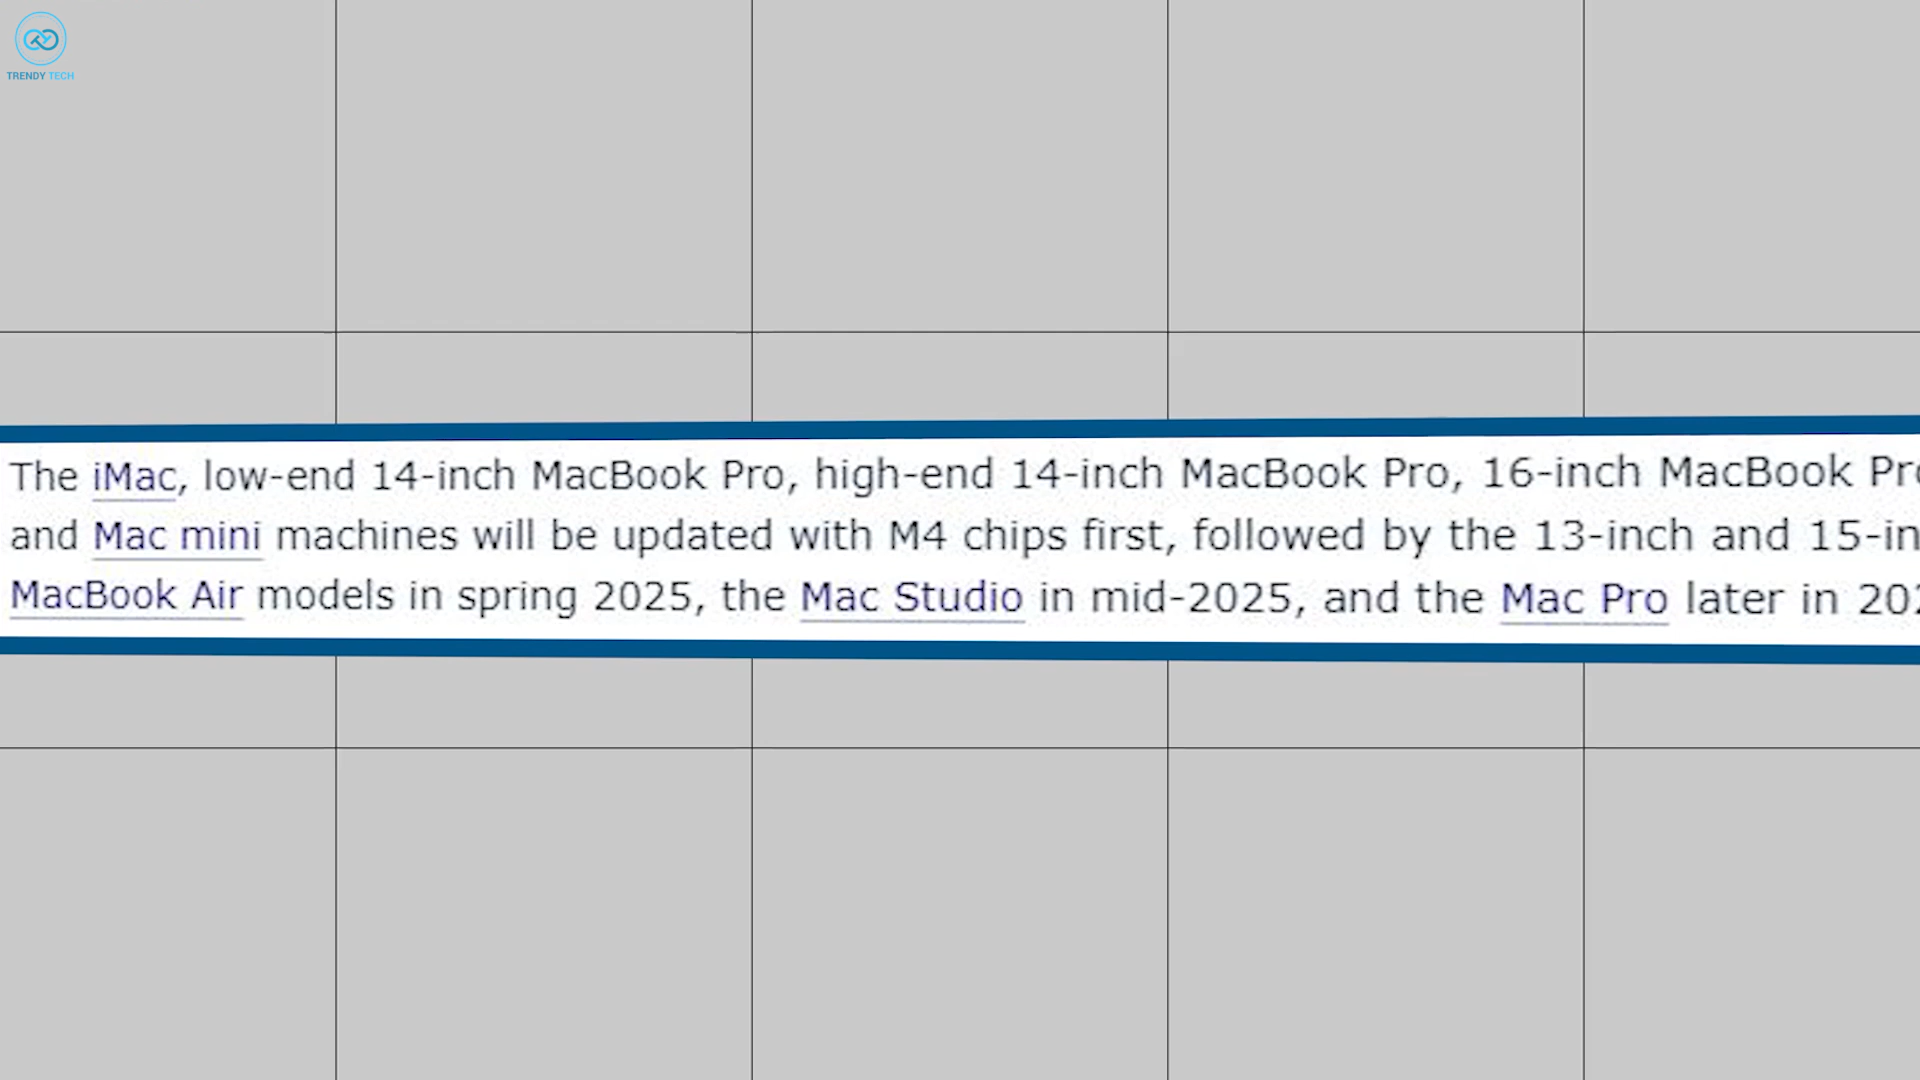 TRENDY TECH
The iMac, low-end 14-inch MacBook Pro, high-end 14-inch MacBook Pro, 16-inch MacBook
and Mac mini machines will be updated with M4 chips first, followed by the 13-inch and
MacBook Air models in spring 2025, the Mac Studio in mid-2025, and the Mac Pro later in